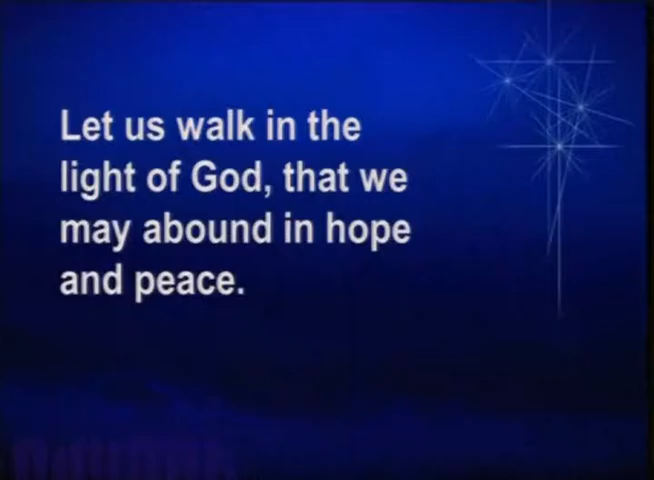 Let us walk in the
light of God, that we
may abound in hope
and peace.